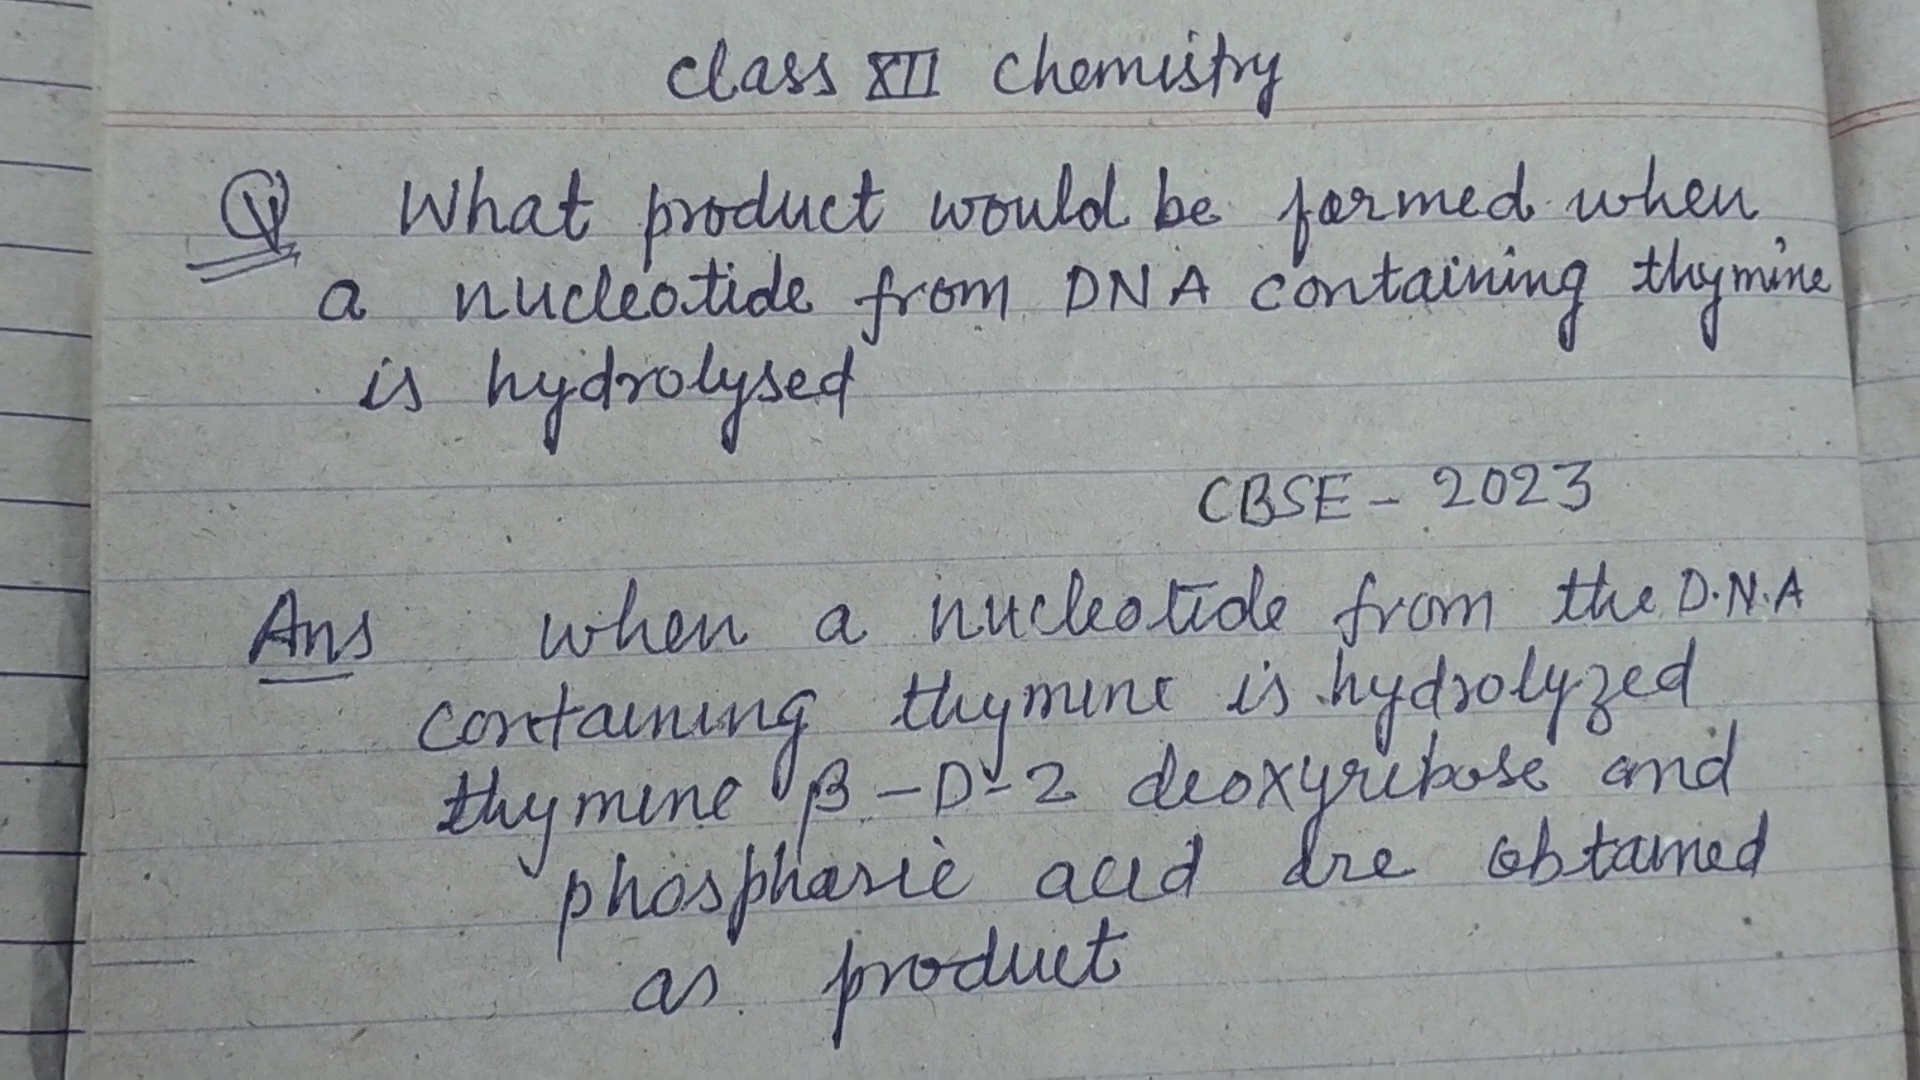 Class XII Chemistry
Q What product would be formed when
a nucleotide from DNA containing thymine
is hydrolysed
CBSE - 2023
Ans when a nucleotide from the D.N.A
containing thymine is hydrolyzed
thymine β-D-2 deoxyribose and
phosphoric acid are obtained
as product